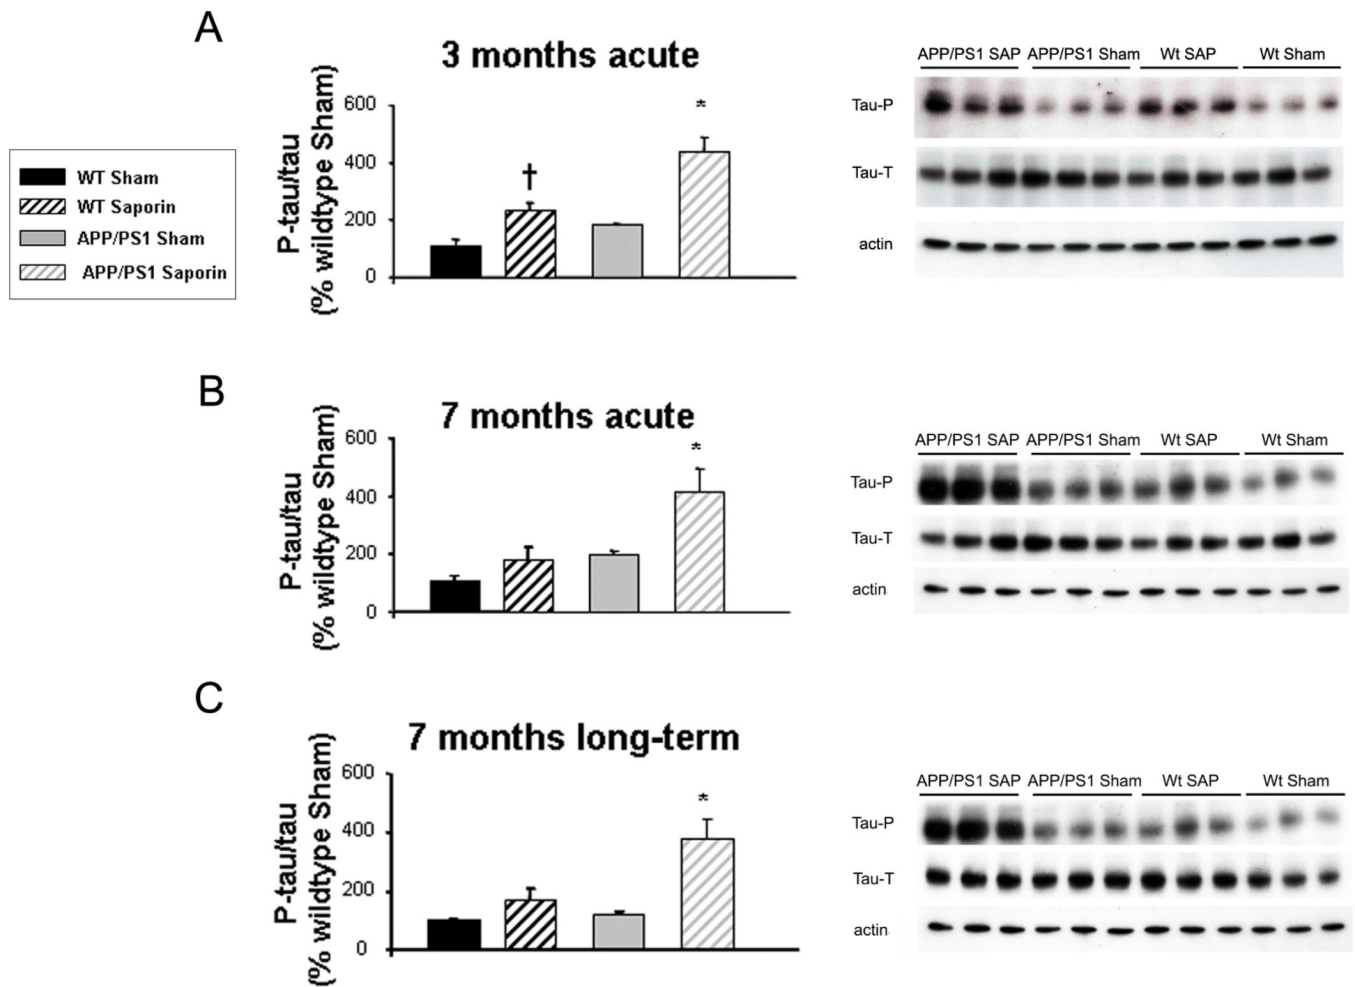 A
3 months acute
P-tau/tau
(% wildtype Sham)
600
400
200
0
†
*
WT Sham
WT Saporin
APP/PS1 Sham
APP/PS1 Saporin
APP/PS1 SAP APP/PS1 Sham Wt SAP Wt Sham
Tau-P
Tau-T
actin
B
7 months acute
P-tau/tau
(% wildtype Sham)
600
400
200
0
*
APP/PS1 SAP APP/PS1 Sham Wt SAP Wt Sham
Tau-P
Tau-T
actin
C
7 months long-term
P-tau/tau
(% wildtype Sham)
600
400
200
0
*
APP/PS1 SAP APP/PS1 Sham Wt SAP Wt Sham
Tau-P
Tau-T
actin